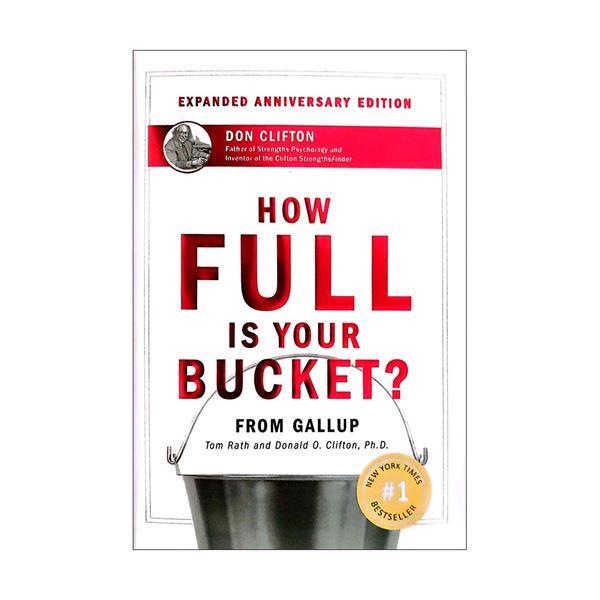 EXPANDED ANNIVERSARY EDITION
DON CLIFTON
Father of Strengths Psychology and
Inventor of the Clifton StrengthsFinder
HOW
FULL
IS YOUR
BUCKET?
FROM GALLUP
Tom Rath and Donald O. Clifton, Ph.D.
NEW YORK TIMES
#1
BESTSELLER